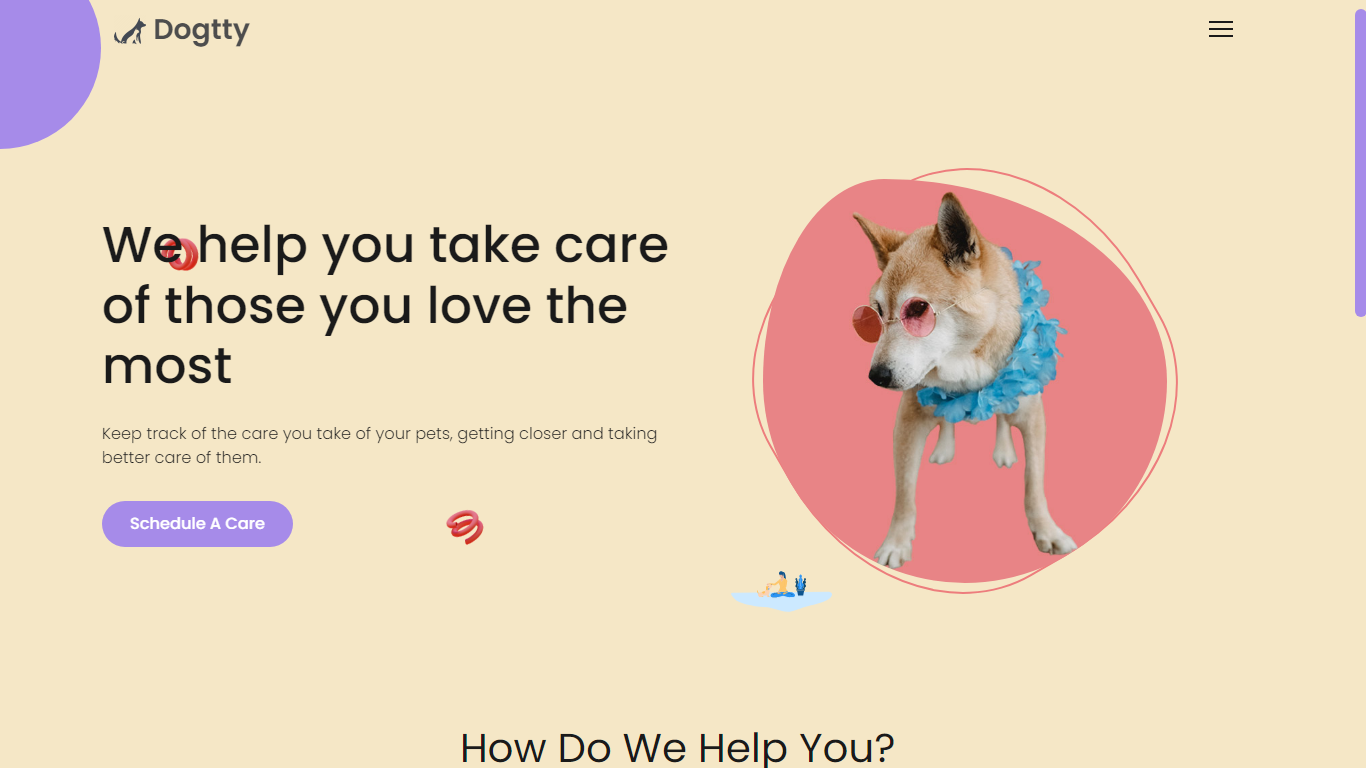 Dogtty
We help you take care
of those you love the
most
Keep track of the care you take of your pets, getting closer and taking
better care of them.
Schedule A Care
How Do We Help You?